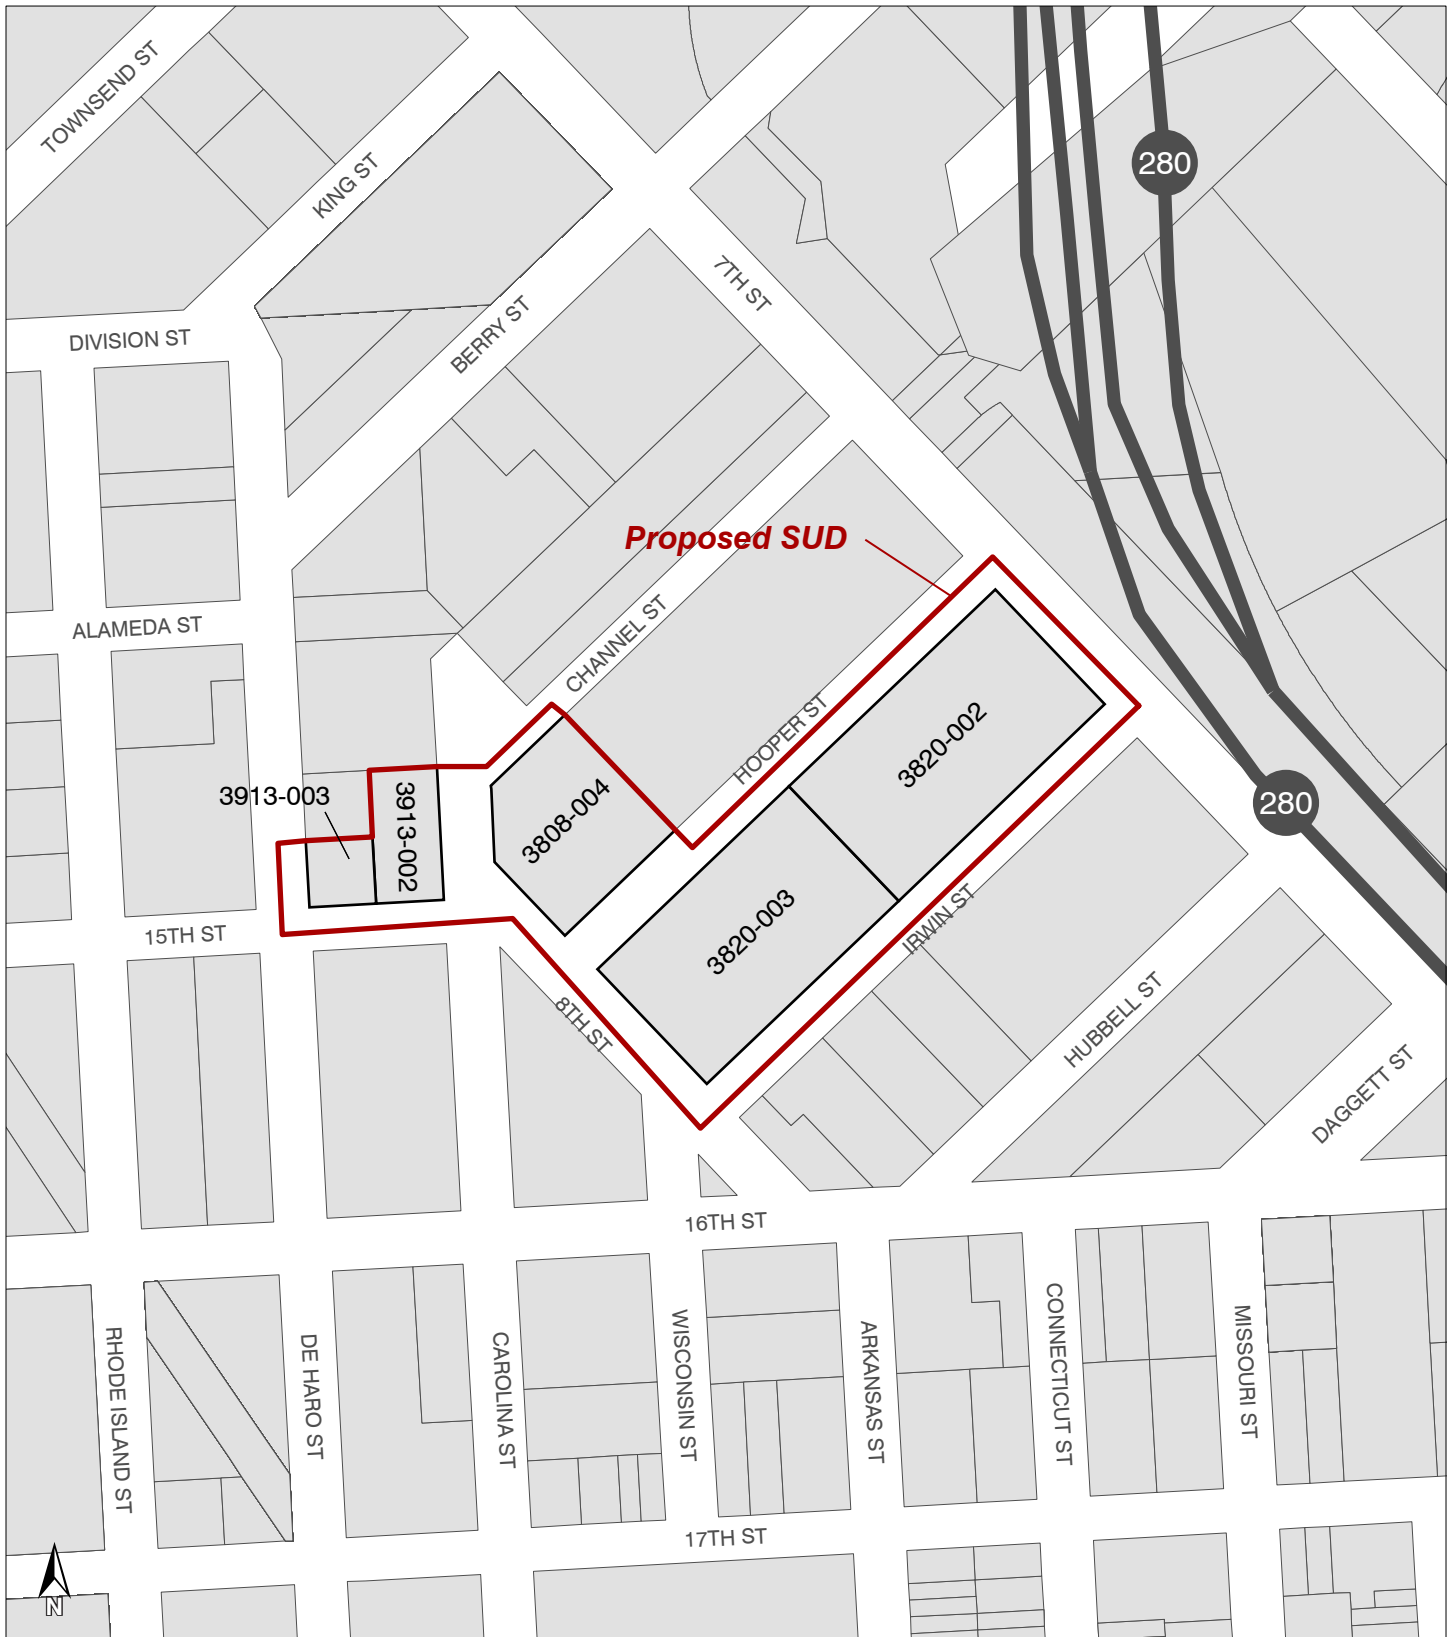 TOWNSEND ST
KING ST
280
7TH ST
DIVISION ST
BERRY ST
Proposed SUD
ALAMEDA ST
CHANNEL ST
HOOPER ST
3820-002
3913-003
3913-002
3808-004
280
3820-003
IRWIN ST
15TH ST
8TH ST
HUBBELL ST
DAGGETT ST
16TH ST
RHODE ISLAND ST
DE HARO ST
CAROLINA ST
WISCONSIN ST
ARKANSAS ST
CONNECTICUT ST
MISSOURI ST
17TH ST
N